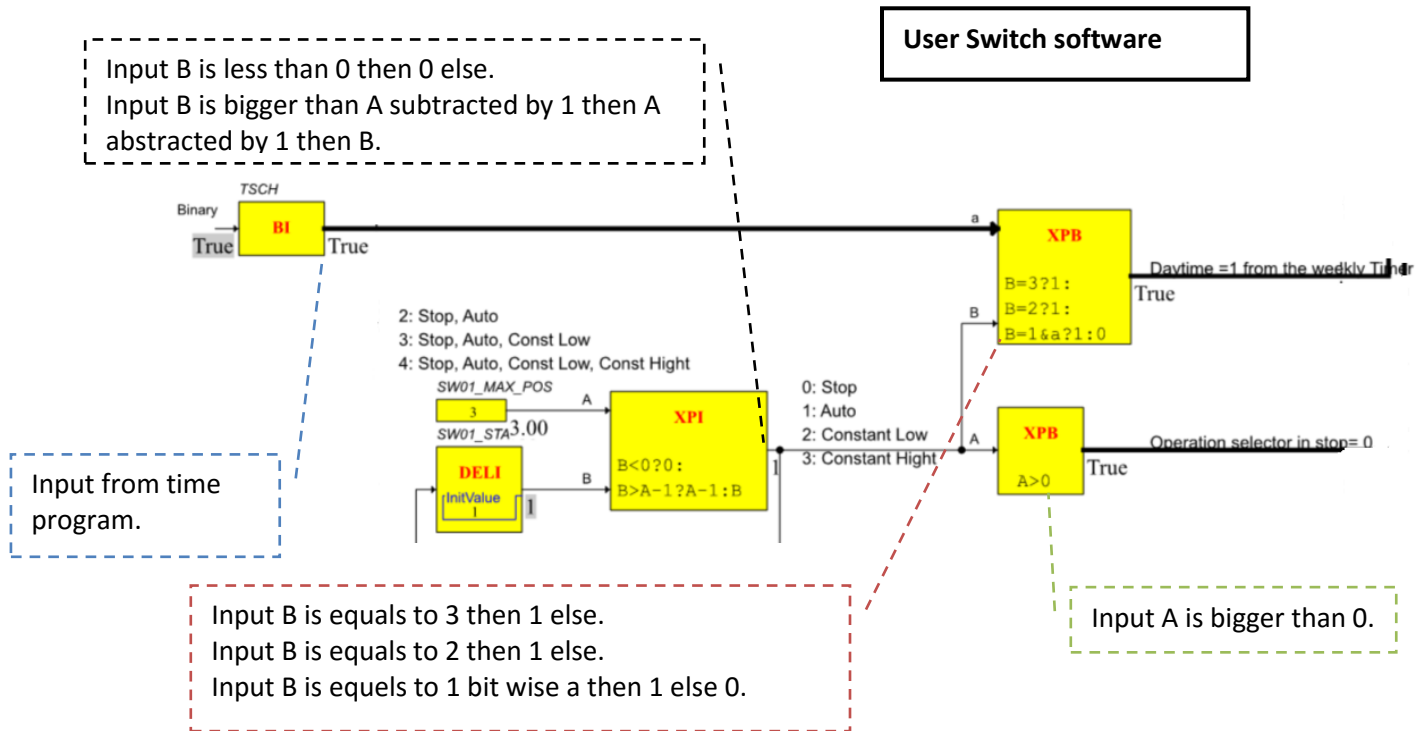 User Switch software
Input B is less than 0 then 0 else.
Input B is bigger than A subtracted by 1 then A
abstracted by 1 then B.
TSCH
Binary
True
BI
True
a
XPB
B=3?1:
B=2?1:
B=1&a?1:0
B
Daytime =1 from the weekly Timer
True
2: Stop, Auto
3: Stop, Auto, Const Low
4: Stop, Auto, Const Low, Const Hight
SW01_MAX_POS
3
3.00
A
SW01_STA
DELI
InitValue
1
1
B
XPI
B<0?0:
B>A-1?A-1:B
1
0: Stop
1: Auto
2: Constant Low
3: Constant Hight
A
XPB
A>0
Operation selector in stop= 0
True
Input from time
program.
Input B is equals to 3 then 1 else.
Input B is equals to 2 then 1 else.
Input B is equels to 1 bit wise a then 1 else 0.
Input A is bigger than 0.